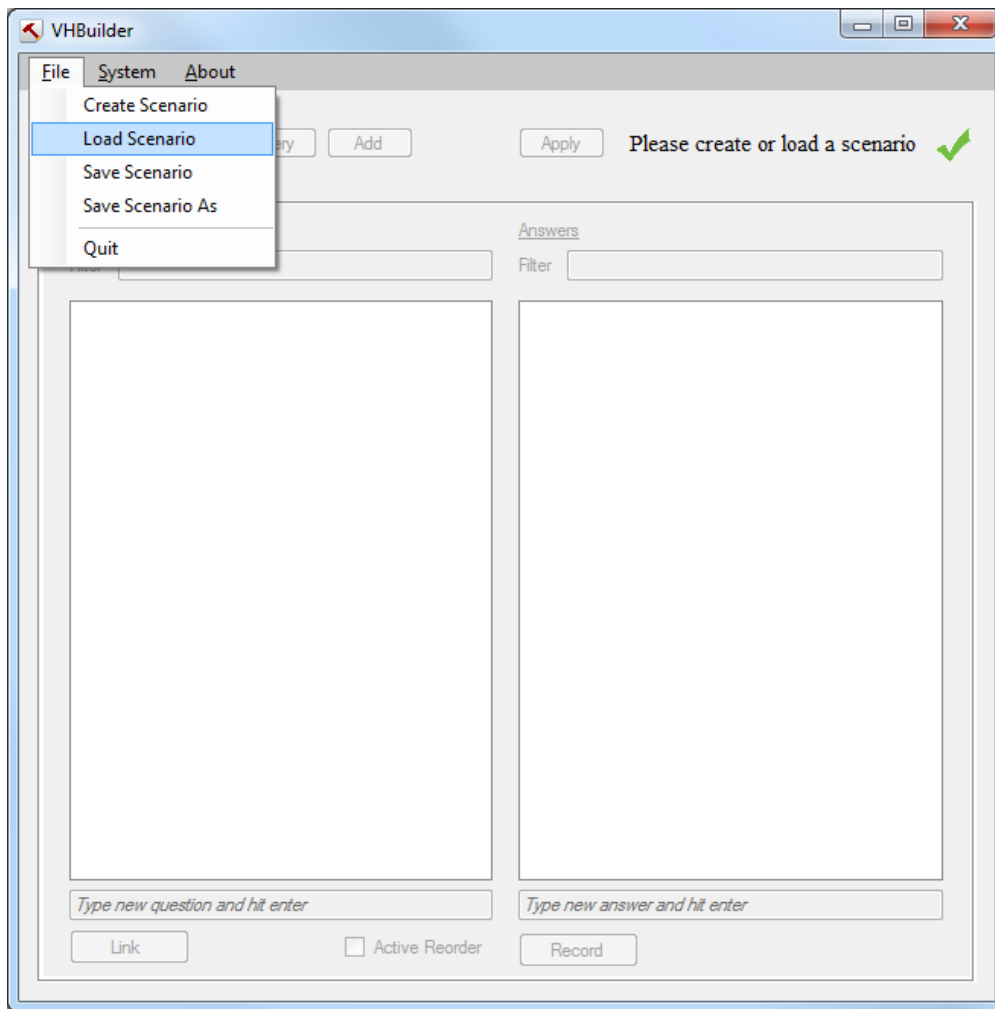 VHBuilder
File System About
Create Scenario
Load Scenario
Save Scenario
Save Scenario As
Quit
Add
Apply
Please create or load a scenario
Answers
Filter
Type new question and hit enter
Type new answer and hit enter
Link
Active Reorder
Record